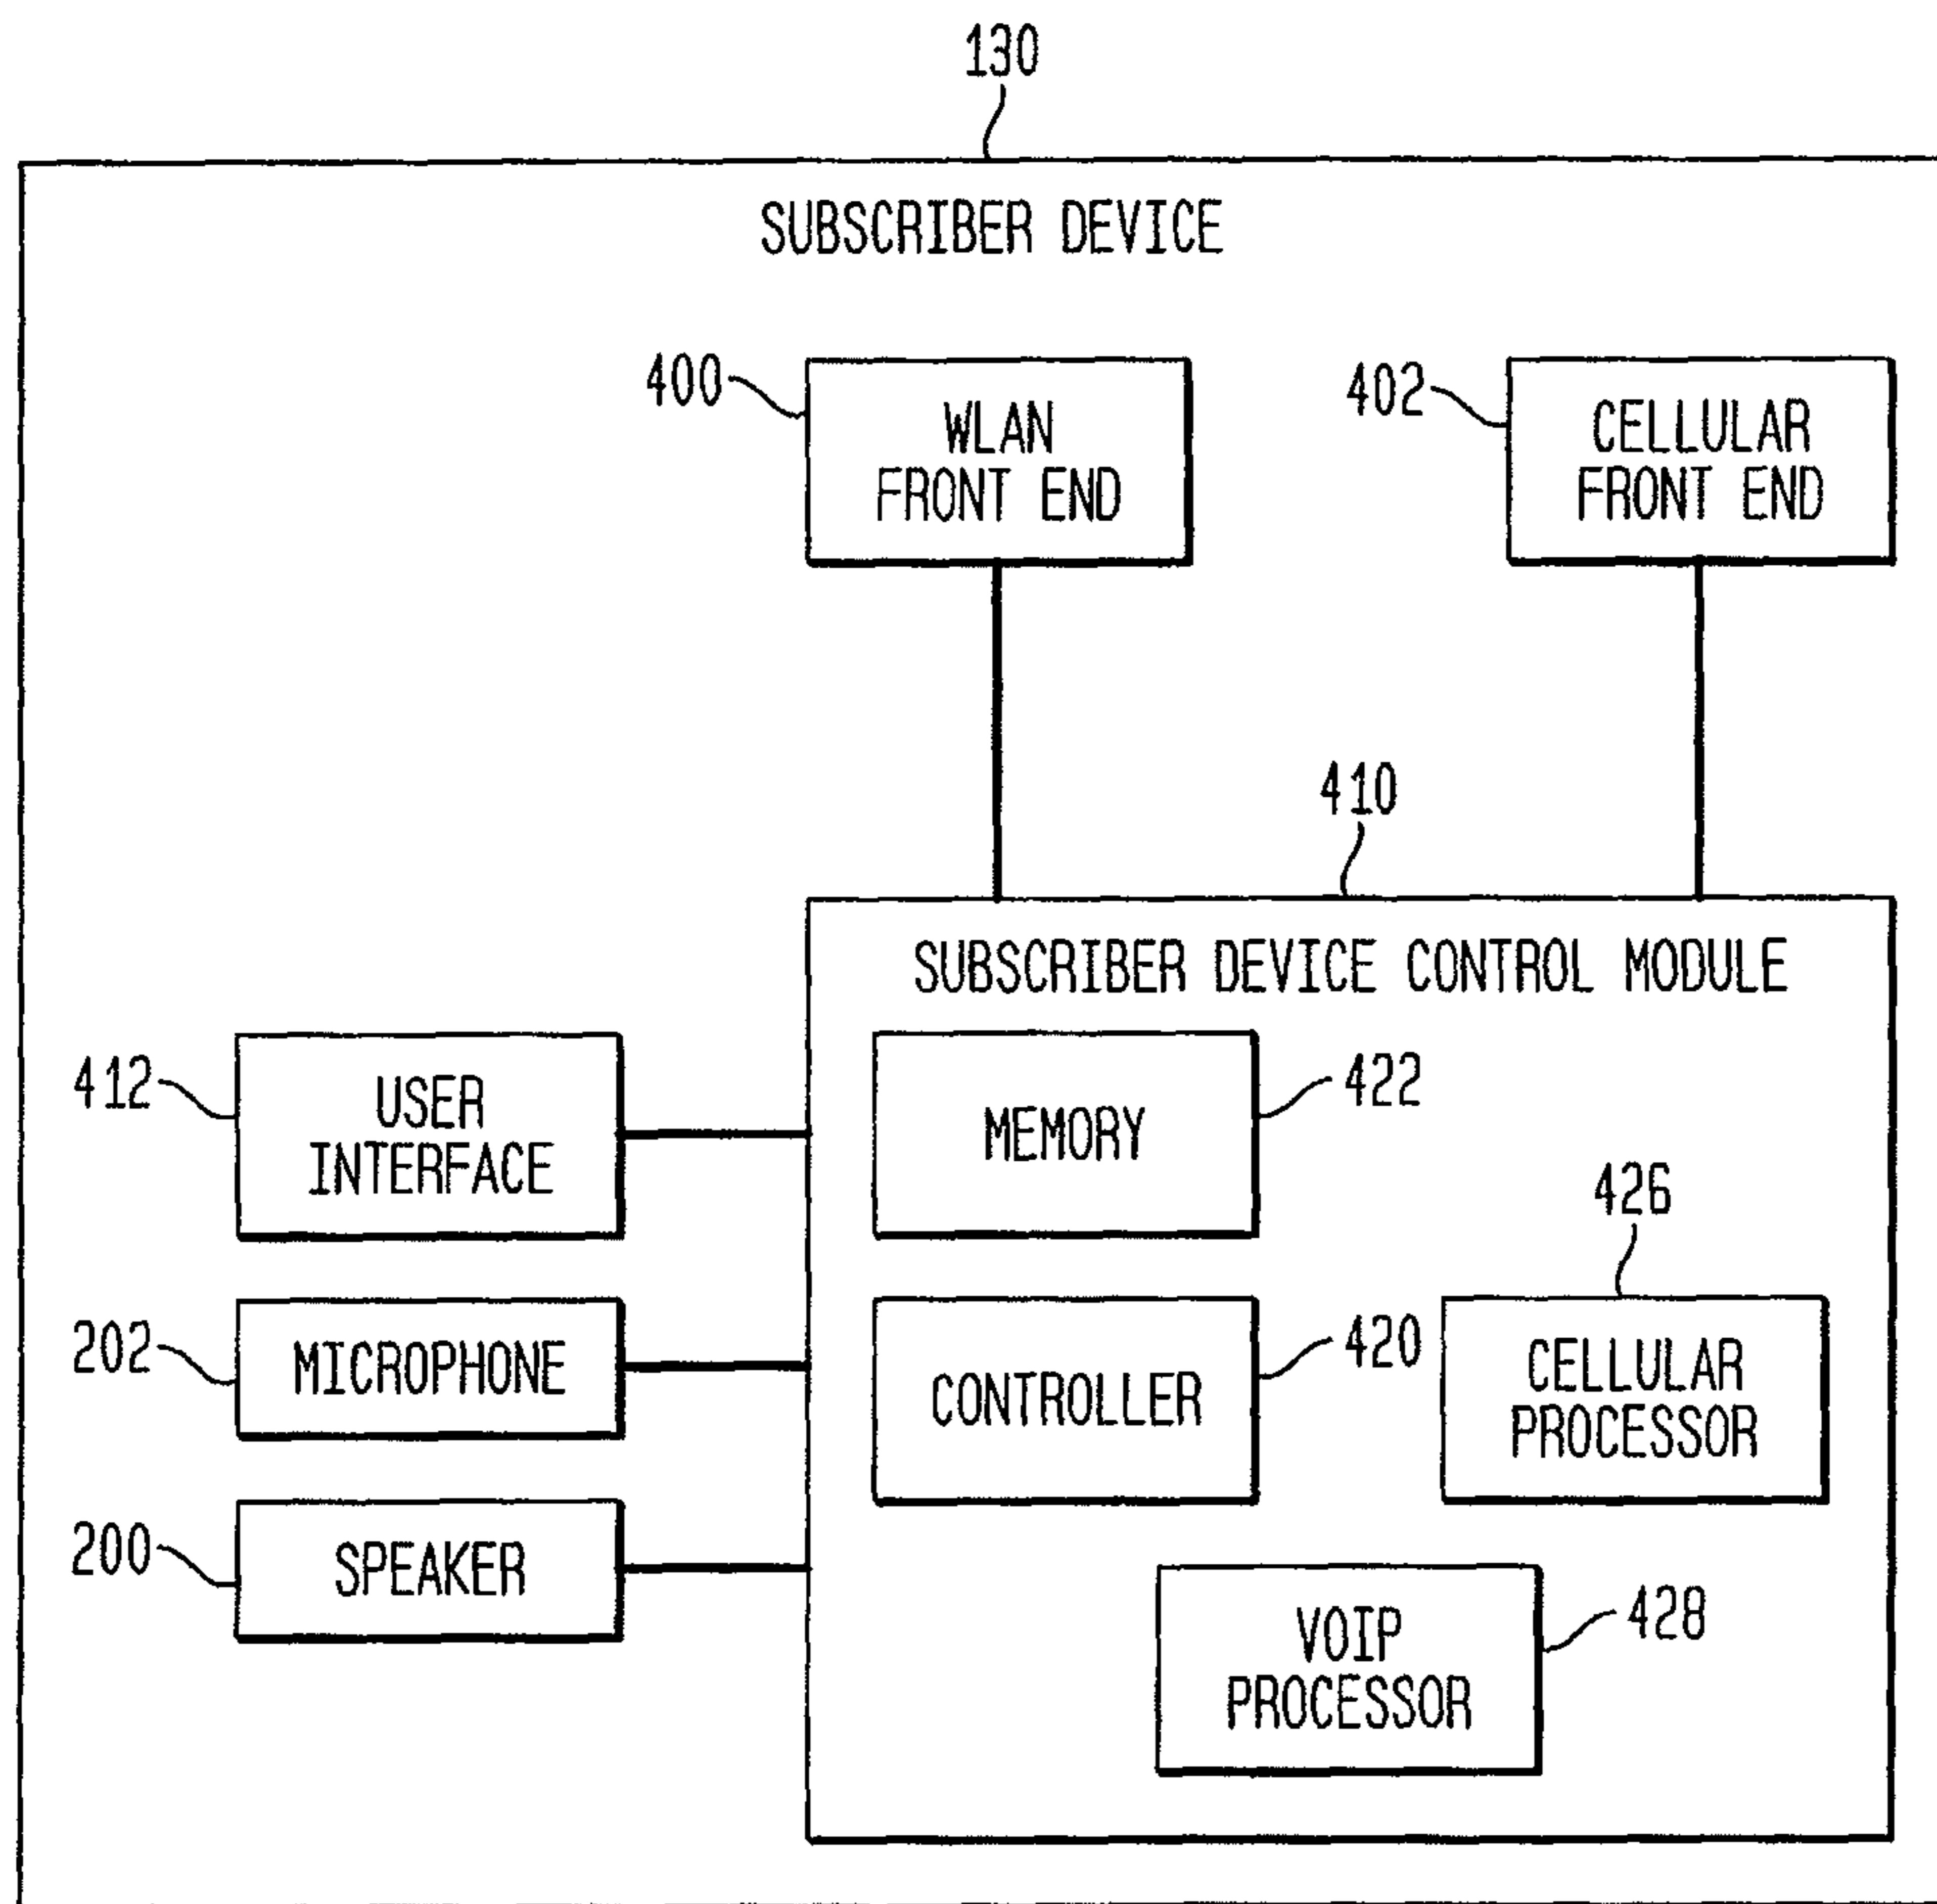 130
SUBSCRIBER DEVICE
400
WLAN
FRONT END
402
CELLULAR
FRONT END
410
SUBSCRIBER DEVICE CONTROL MODULE
412
USER
INTERFACE
MEMORY
422
426
202
MICROPHONE
CONTROLLER
420
CELLULAR
PROCESSOR
200
SPEAKER
VOIP
PROCESSOR
428